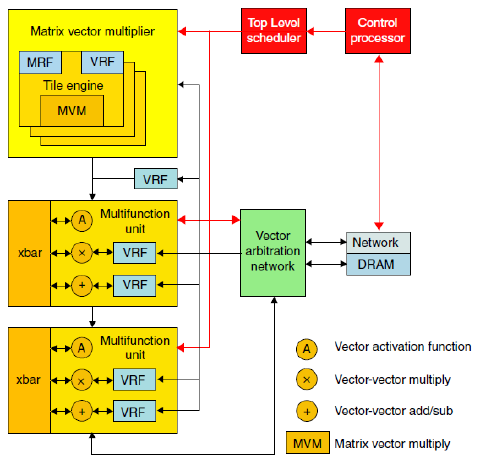 Matrix vector multiplier
MRF
VRF
Tile engine
MVM
Top Level
scheduler
Control
processor
VRF
xbar
A
Multifunction
unit
×
VRF
+
VRF
Vector
arbitration
network
Network
DRAM
xbar
A
Multifunction
unit
×
VRF
+
VRF
A
Vector activation function
×
Vector-vector multiply
+
Vector-vector add/sub
MVM
Matrix vector multiply